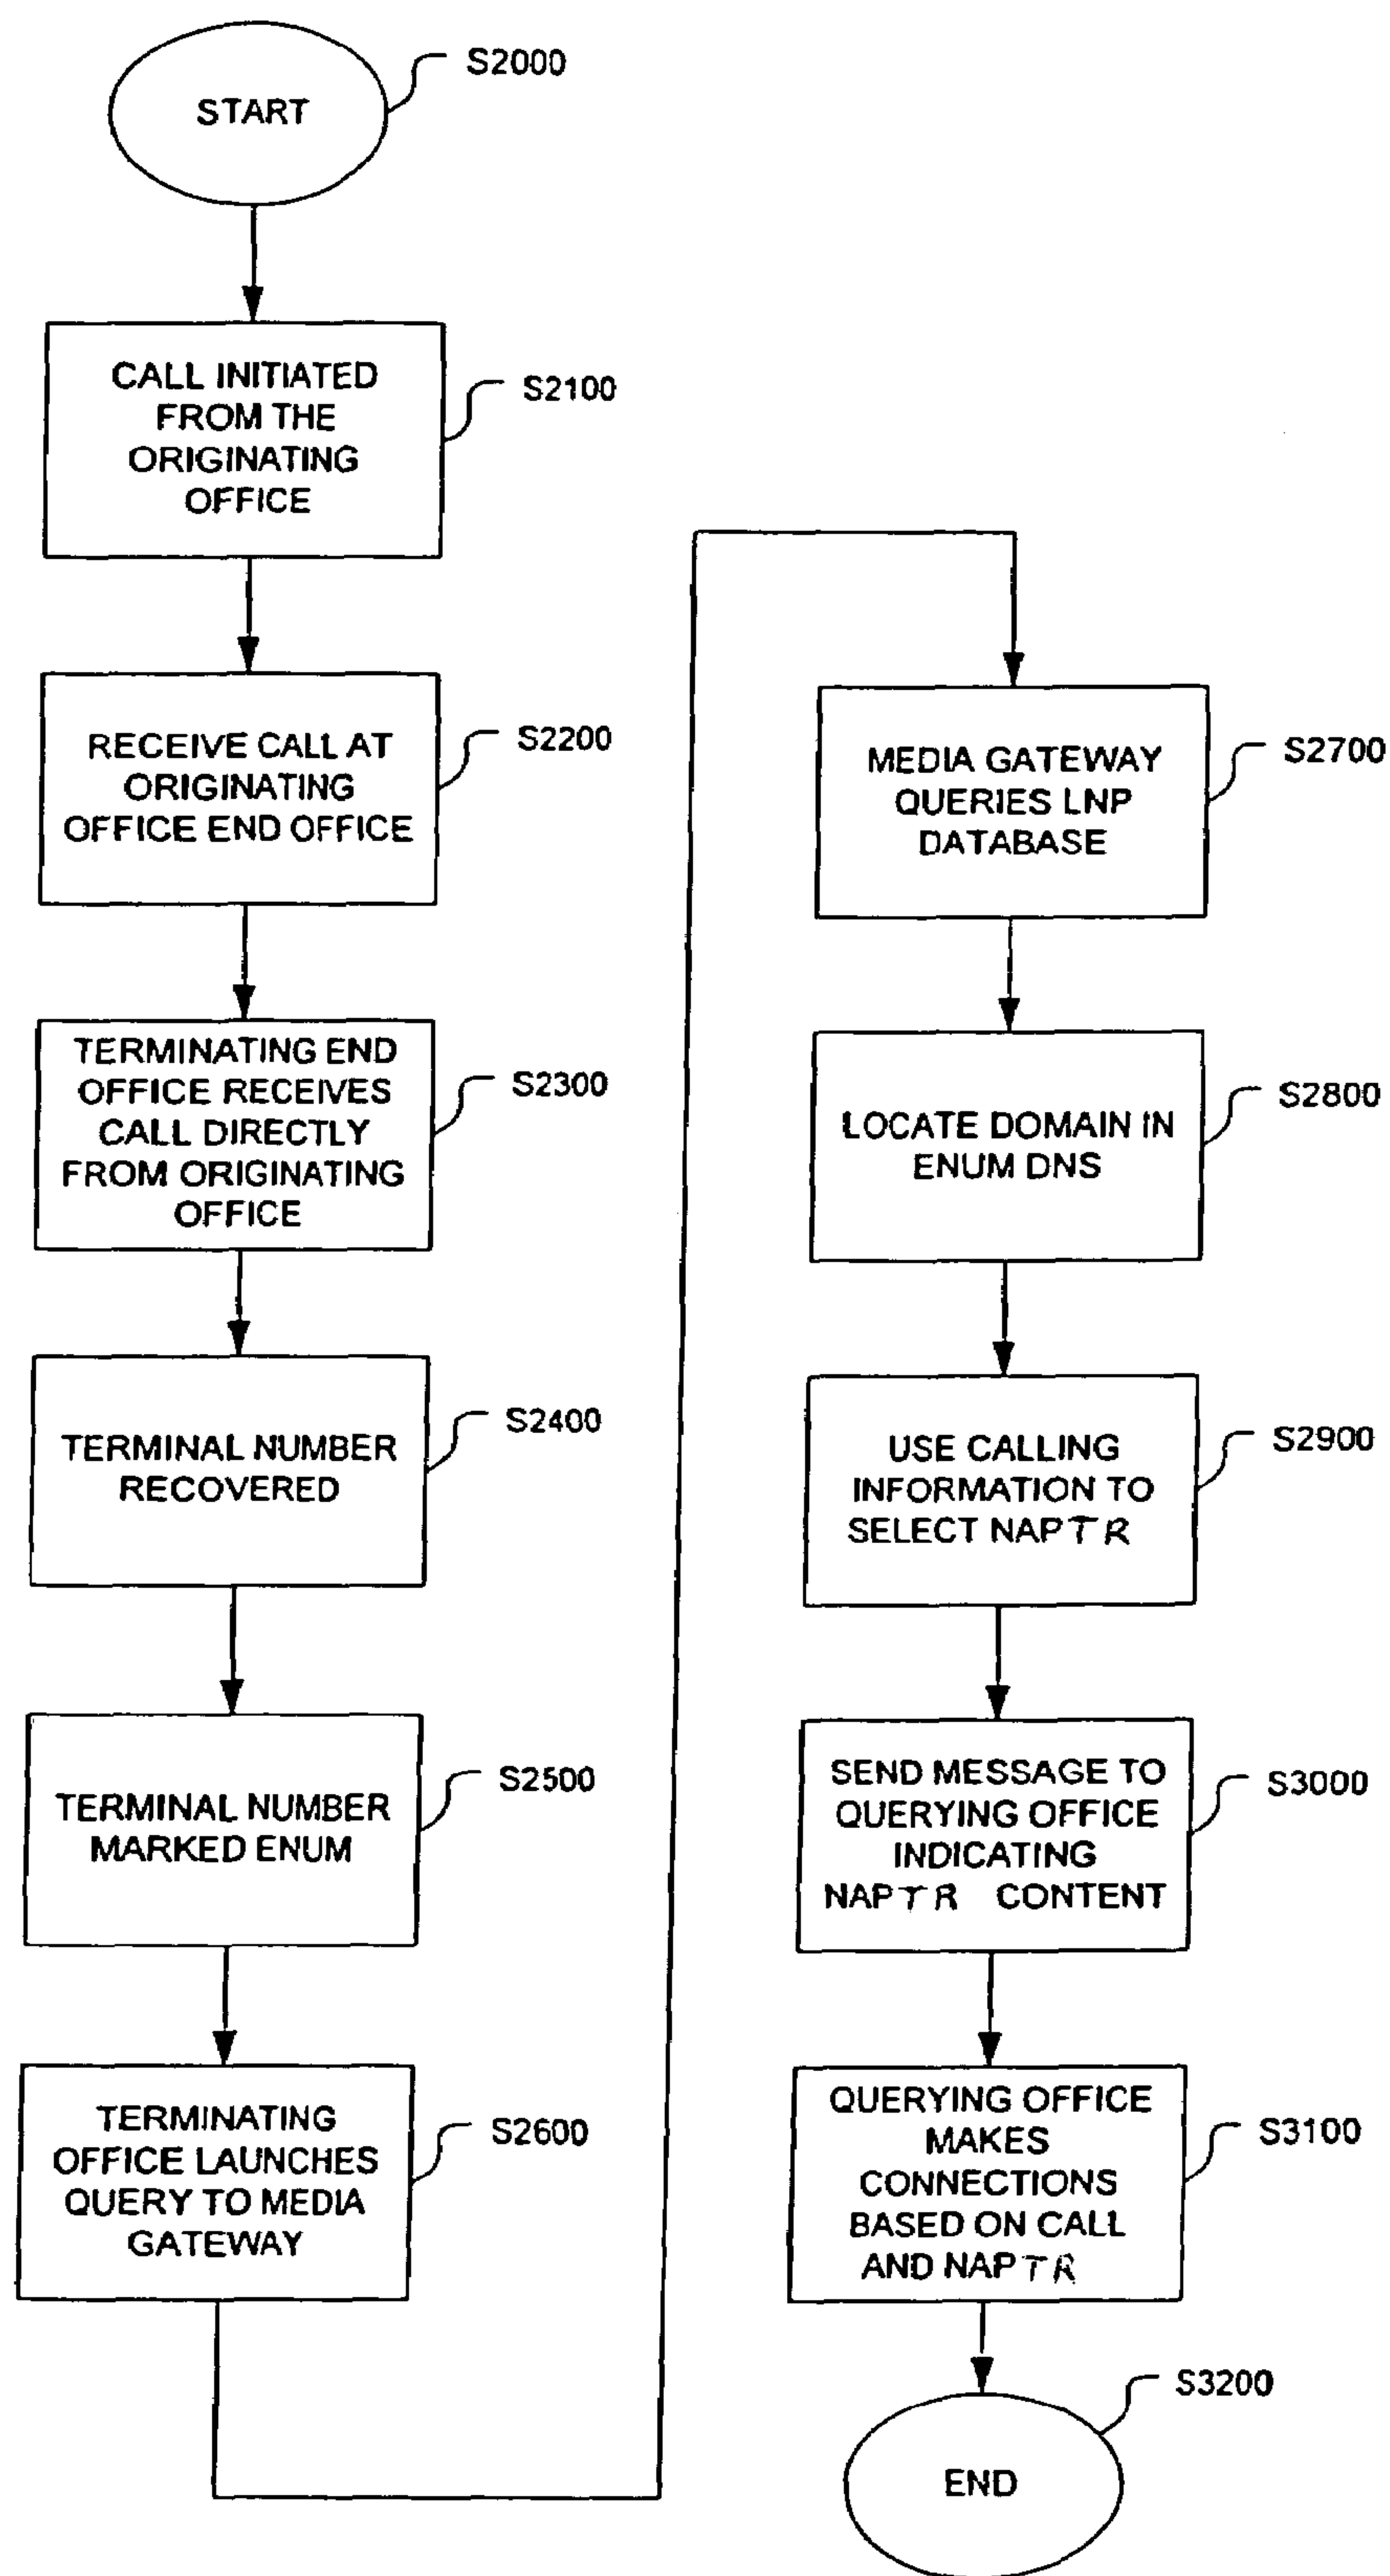 START
S2000
CALL INITIATED
FROM THE
ORIGINATING
OFFICE
S2100
RECEIVE CALL AT
ORIGINATING
OFFICE END OFFICE
S2200
TERMINATING END
OFFICE RECEIVES
CALL DIRECTLY
FROM ORIGINATING
OFFICE
S2300
TERMINAL NUMBER
RECOVERED
S2400
TERMINAL NUMBER
MARKED ENUM
S2500
TERMINATING
OFFICE LAUNCHES
QUERY TO MEDIA
GATEWAY
S2600
MEDIA GATEWAY
QUERIES LNP
DATABASE
S2700
LOCATE DOMAIN IN
ENUM DNS
S2800
USE CALLING
INFORMATION TO
SELECT NAPTR
S2900
SEND MESSAGE TO
QUERYING OFFICE
INDICATING
NAPTR CONTENT
S3000
QUERYING OFFICE
MAKES
CONNECTIONS
BASED ON CALL
AND NAPTR
S3100
END
S3200